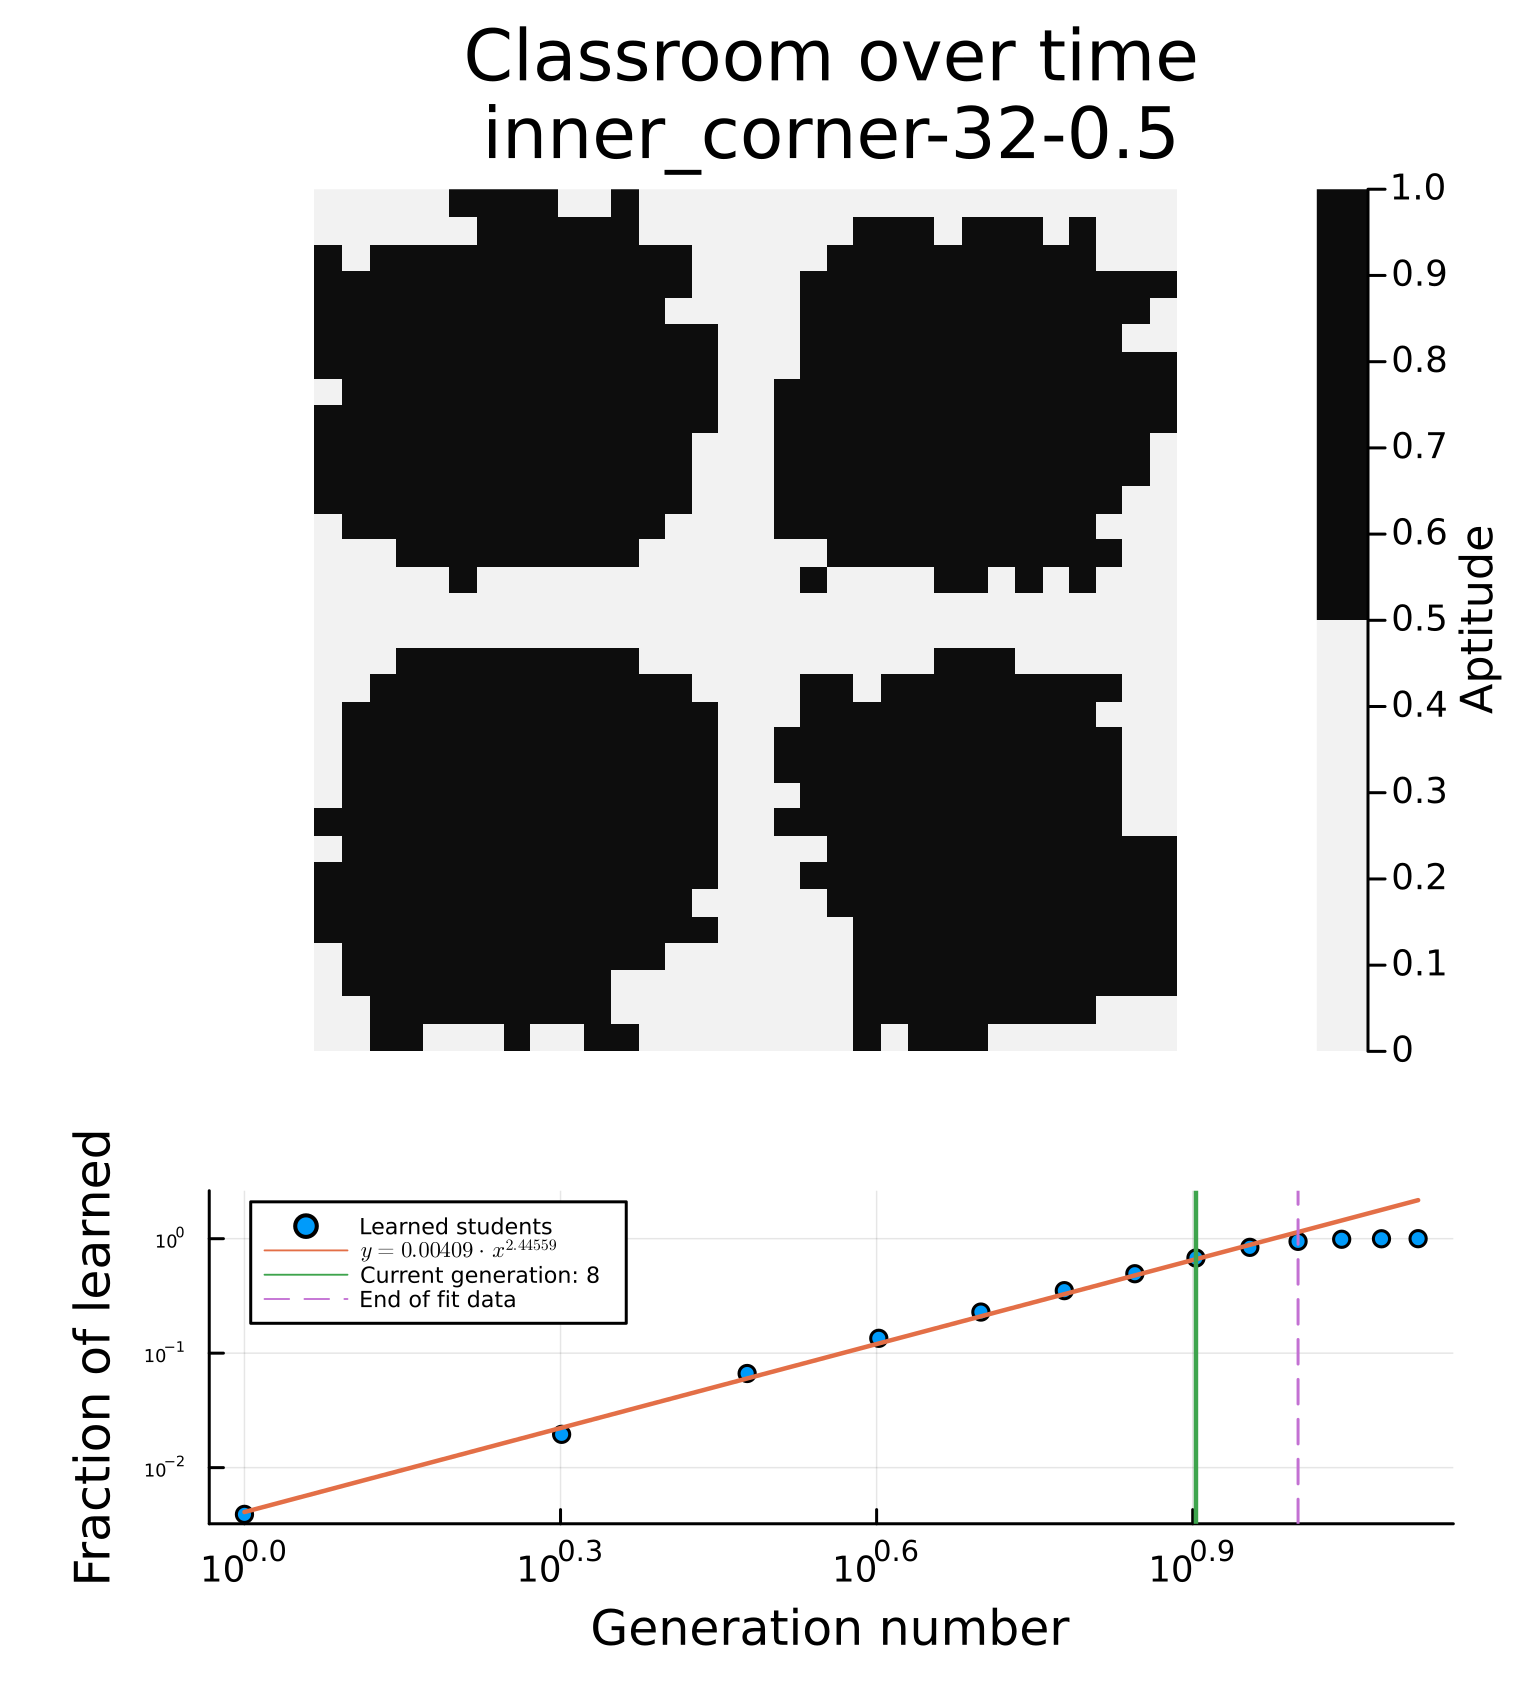 Classroom over time
inner_corner-32-0.5
1.0
0.9
0.8
0.7
0.6
0.5
0.4
0.3
0.2
0.1
0
Aptitude
Fraction of learned
10^0
10^−1
10^−2
Learned students
y = 0.00409 · x^2.44559
Current generation: 8
End of fit data
10^0.0
10^0.3
10^0.6
10^0.9
Generation number